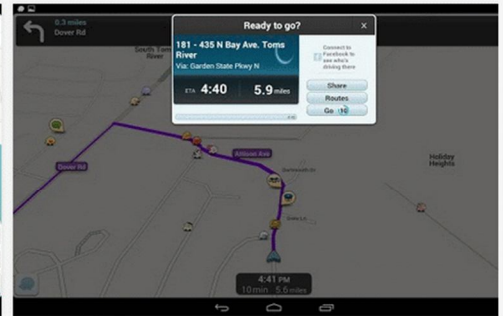 0.3 miles
Dover Rd
Ready to go?
X
181 - 435 N Bay Ave. Toms
River
Via: Garden State Pkwy N
ETA 4:40
5.9 miles
Connect to
Facebook to
see who's
driving there
Share
Routes
Go
South Toms
River
Dover Rd
Attison Ave
Holiday
Heights
4:41 PM
10 min 5.6 miles